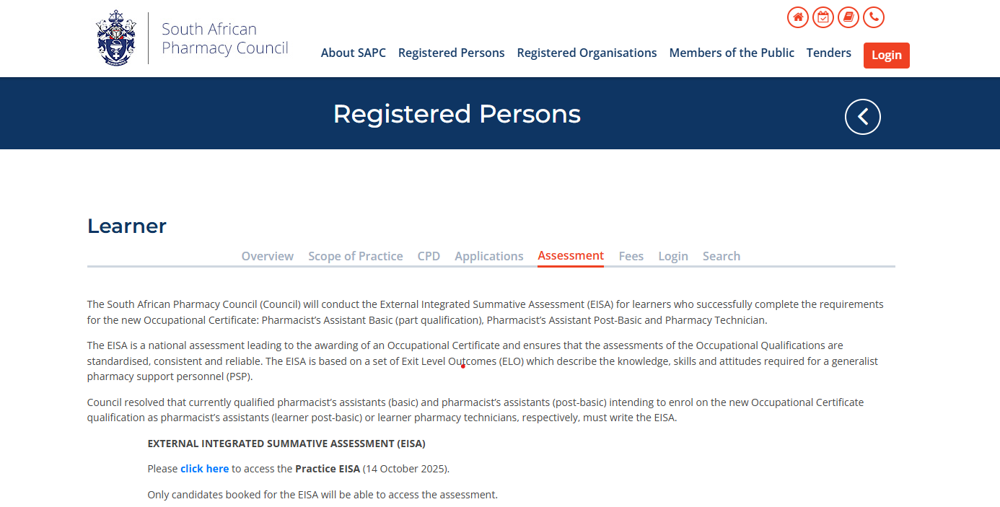 South African
Pharmacy Council
About SAPC Registered Persons Registered Organisations Members of the Public Tenders Login
Registered Persons
Learner
Overview Scope of Practice CPD Applications Assessment Fees Login Search
The South African Pharmacy Council (Council) will conduct the External Integrated Summative Assessment (EISA) for learners who successfully complete the requirements
for the new Occupational Certificate: Pharmacist’s Assistant Basic (part qualification), Pharmacist’s Assistant Post-Basic and Pharmacy Technician.
The EISA is a national assessment leading to the awarding of an Occupational Certificate and ensures that the assessments of the Occupational Qualifications are
standardised, consistent and reliable. The EISA is based on a set of Exit Level Outcomes (ELO) which describe the knowledge, skills and attitudes required for a generalist
pharmacy support personnel (PSP).
Council resolved that currently qualified pharmacist’s assistants (basic) and pharmacist’s assistants (post-basic) intending to enrol on the new Occupational Certificate
qualification as pharmacist’s assistants (learner post-basic) or learner pharmacy technicians, respectively, must write the EISA.
EXTERNAL INTEGRATED SUMMATIVE ASSESSMENT (EISA)
Please click here to access the Practice EISA (14 October 2025).
Only candidates booked for the EISA will be able to access the assessment.